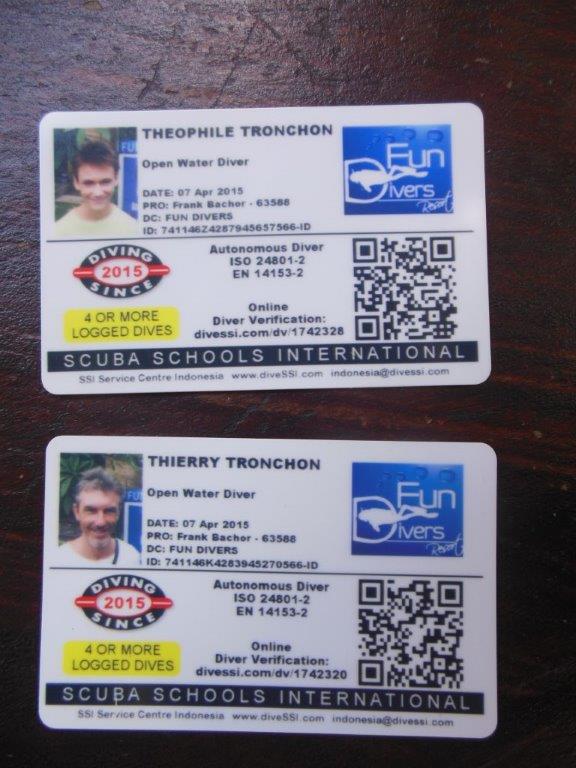 THEOPHILE TRONCHON
Open Water Diver
DATE: 07 Apr 2015
PRO: Frank Bachor - 63588
DC: FUN DIVERS
ID: 741146Z4287945657566-ID
Fun
Divers
Resort
DIVING
2015
SINCE
4 OR MORE
LOGGED DIVES
Autonomous Diver
ISO 24801-2
EN 14153-2
Online
Diver Verification:
divessi.com/dv/1742328
SCUBA SCHOOLS INTERNATIONAL
SSI Service Centre Indonesia www.diveSSI.com indonesia@divessi.com
THIERRY TRONCHON
Open Water Diver
DATE: 07 Apr 2015
PRO: Frank Bachor - 63588
DC: FUN DIVERS
ID: 741146K4283945270566-ID
Fun
Divers
Resort
DIVING
2015
SINCE
4 OR MORE
LOGGED DIVES
Autonomous Diver
ISO 24801-2
EN 14153-2
Online
Diver Verification:
divessi.com/dv/1742320
SCUBA SCHOOLS INTERNATIONAL
SSI Service Centre Indonesia www.diveSSI.com indonesia@divessi.com